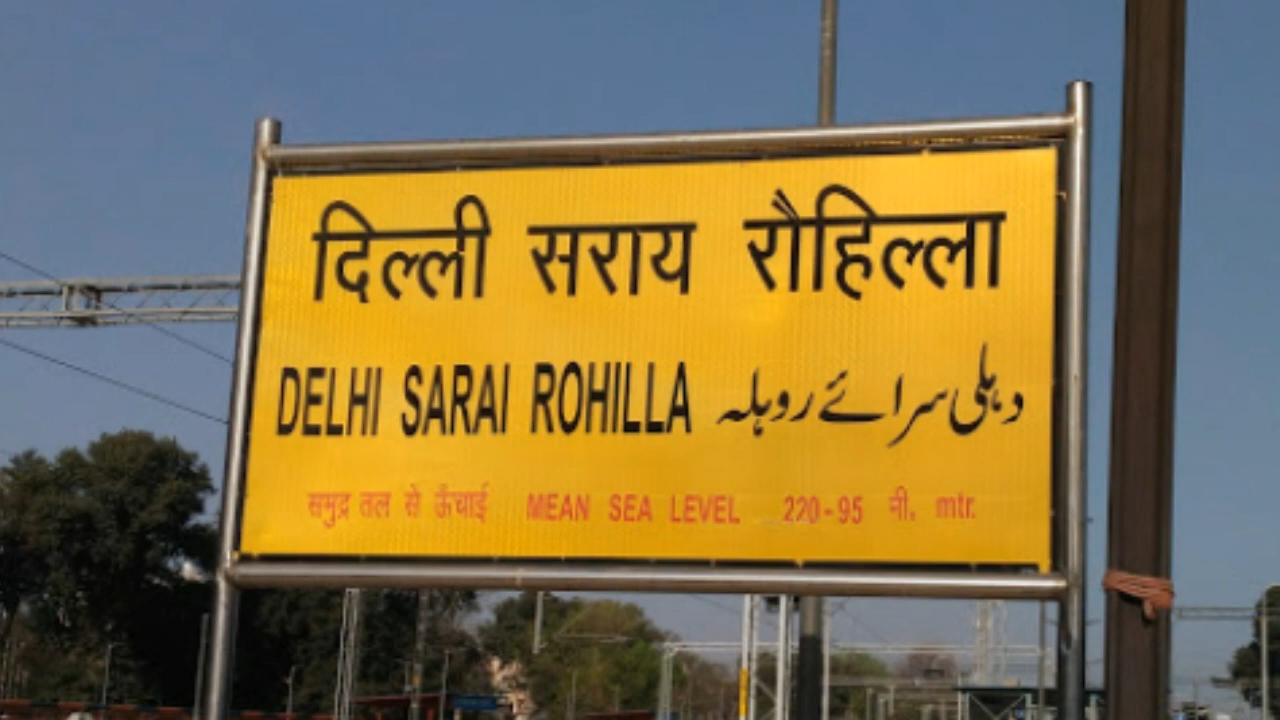 दिल्ली सराय रौहिल्ला
DELHI SARAI ROHILLA دہلی سرائے روہلہ
समुद्र तल से ऊँचाई MEAN SEA LEVEL 220-95 नी. mtr.